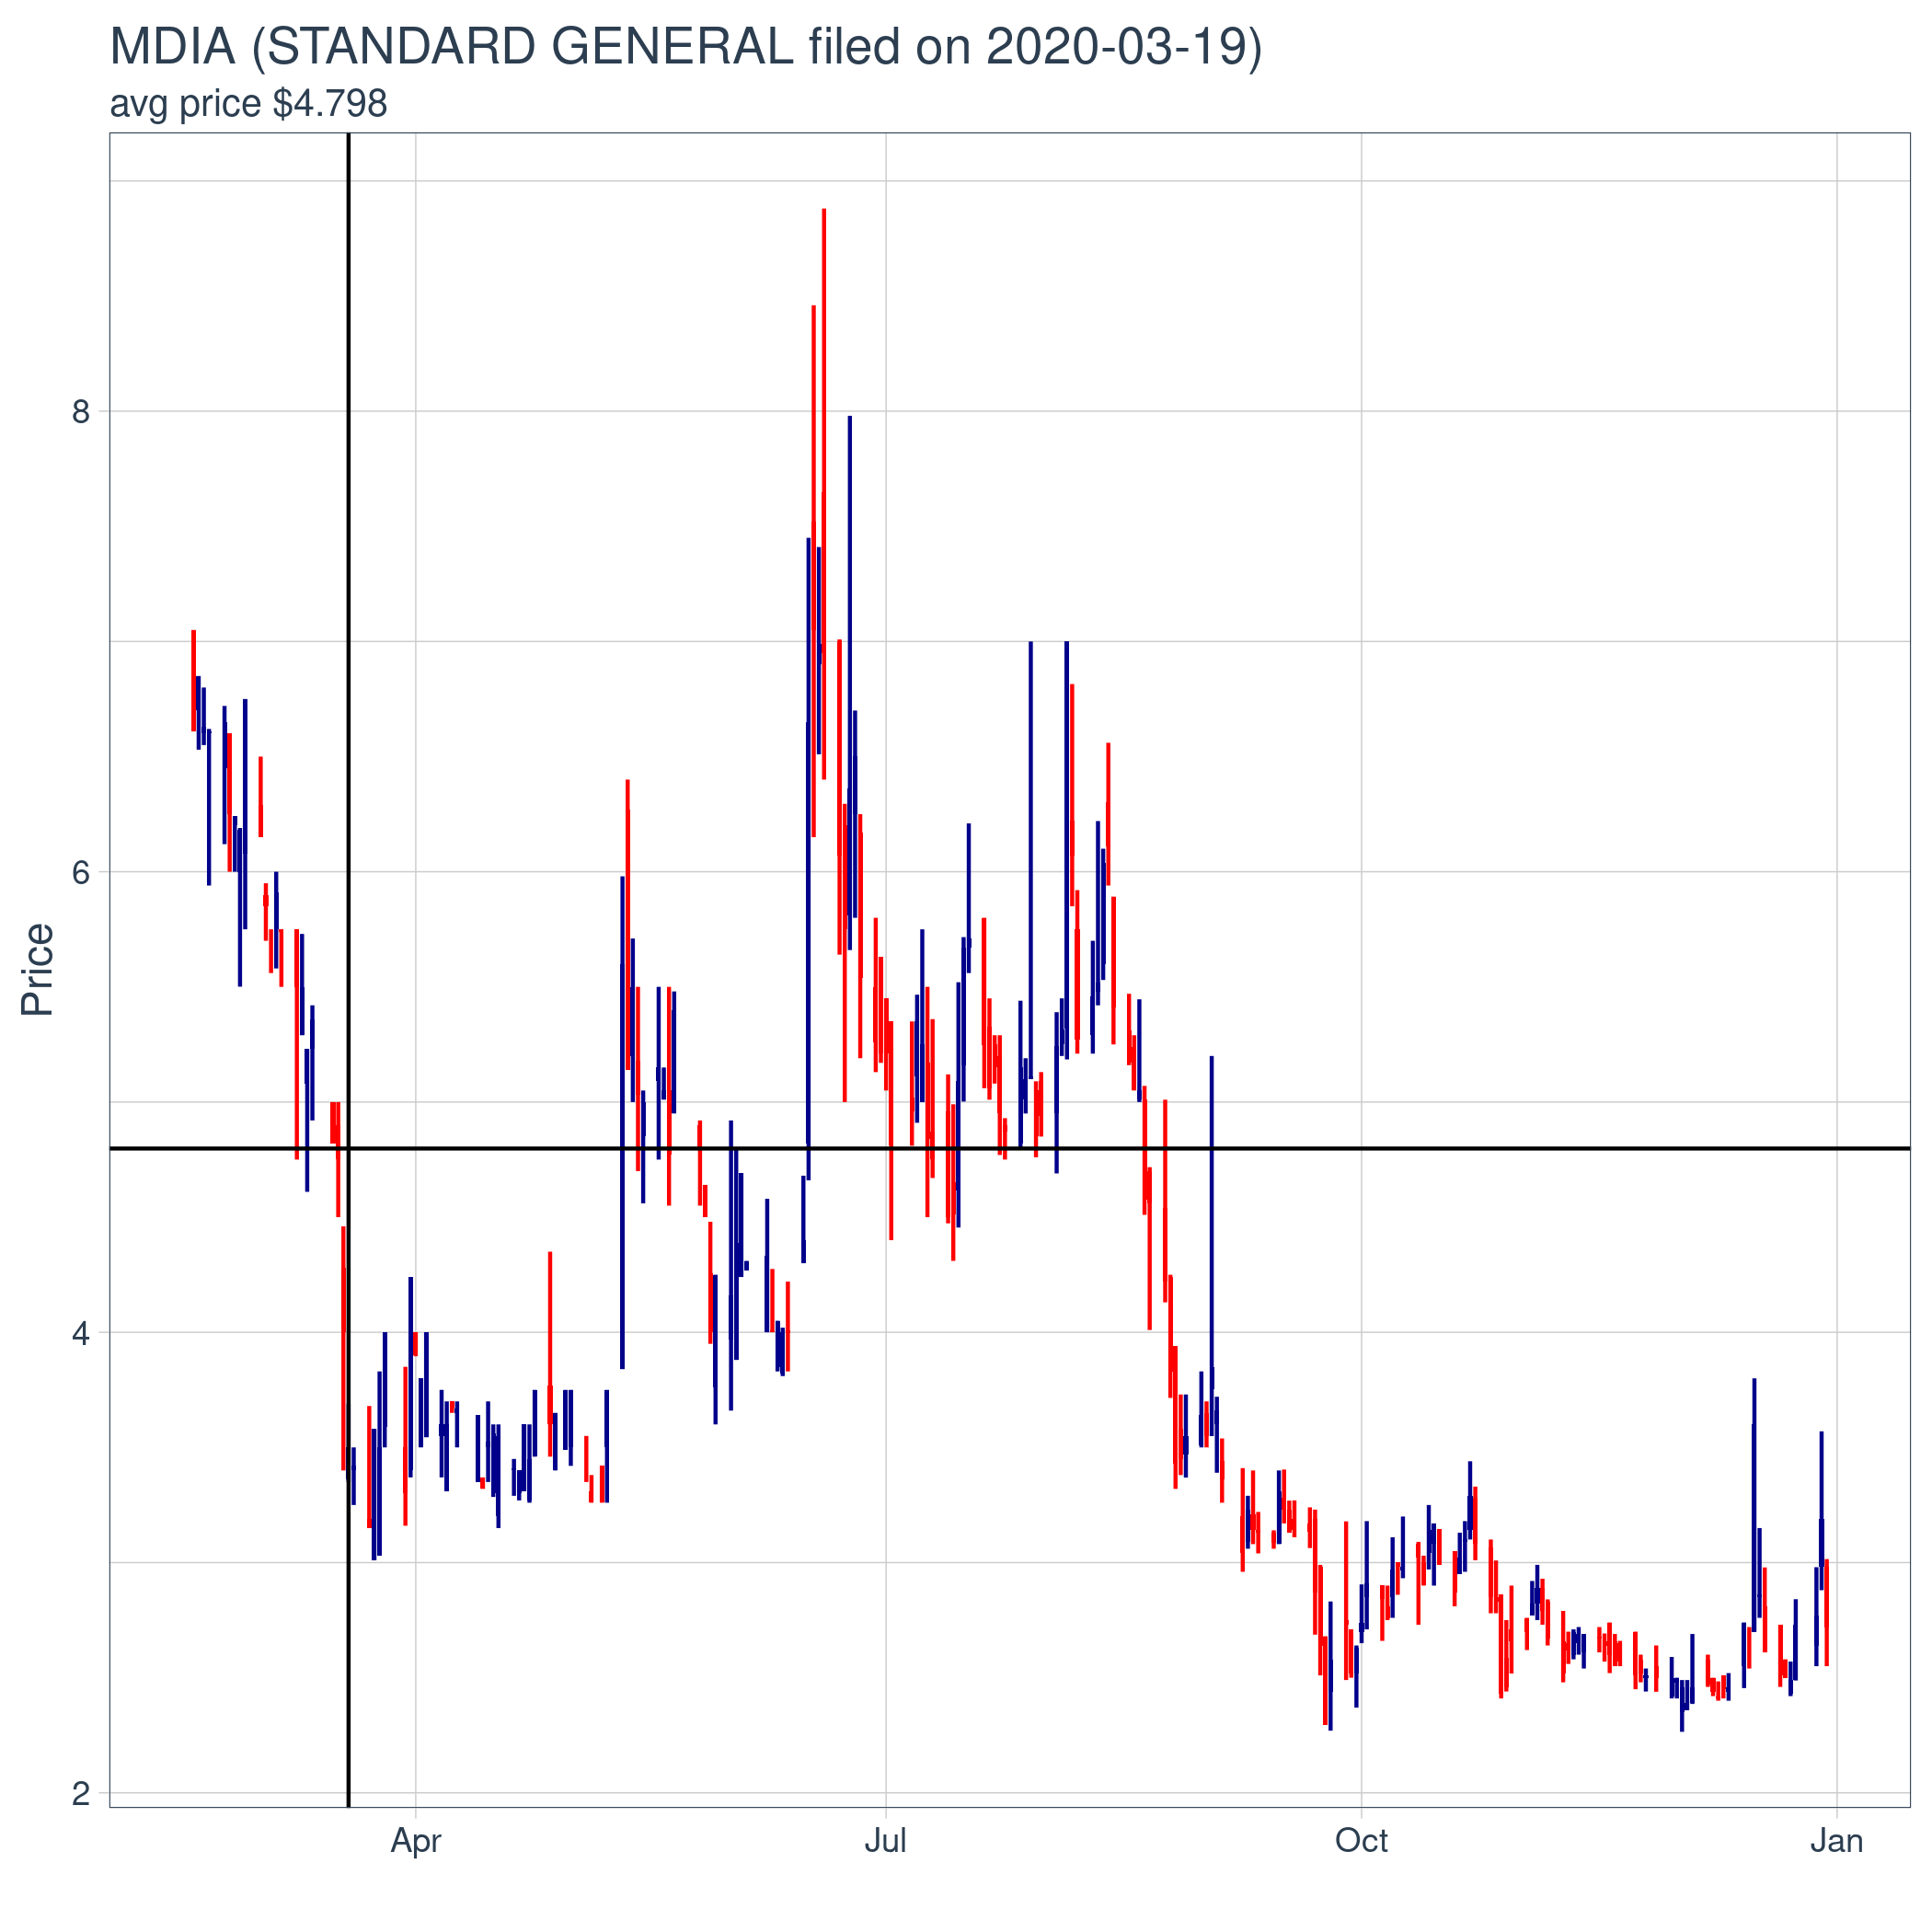 MDIA (STANDARD GENERAL filed on 2020-03-19)
avg price $4.798
Price
8
6
4
2
Apr Jul Oct Jan